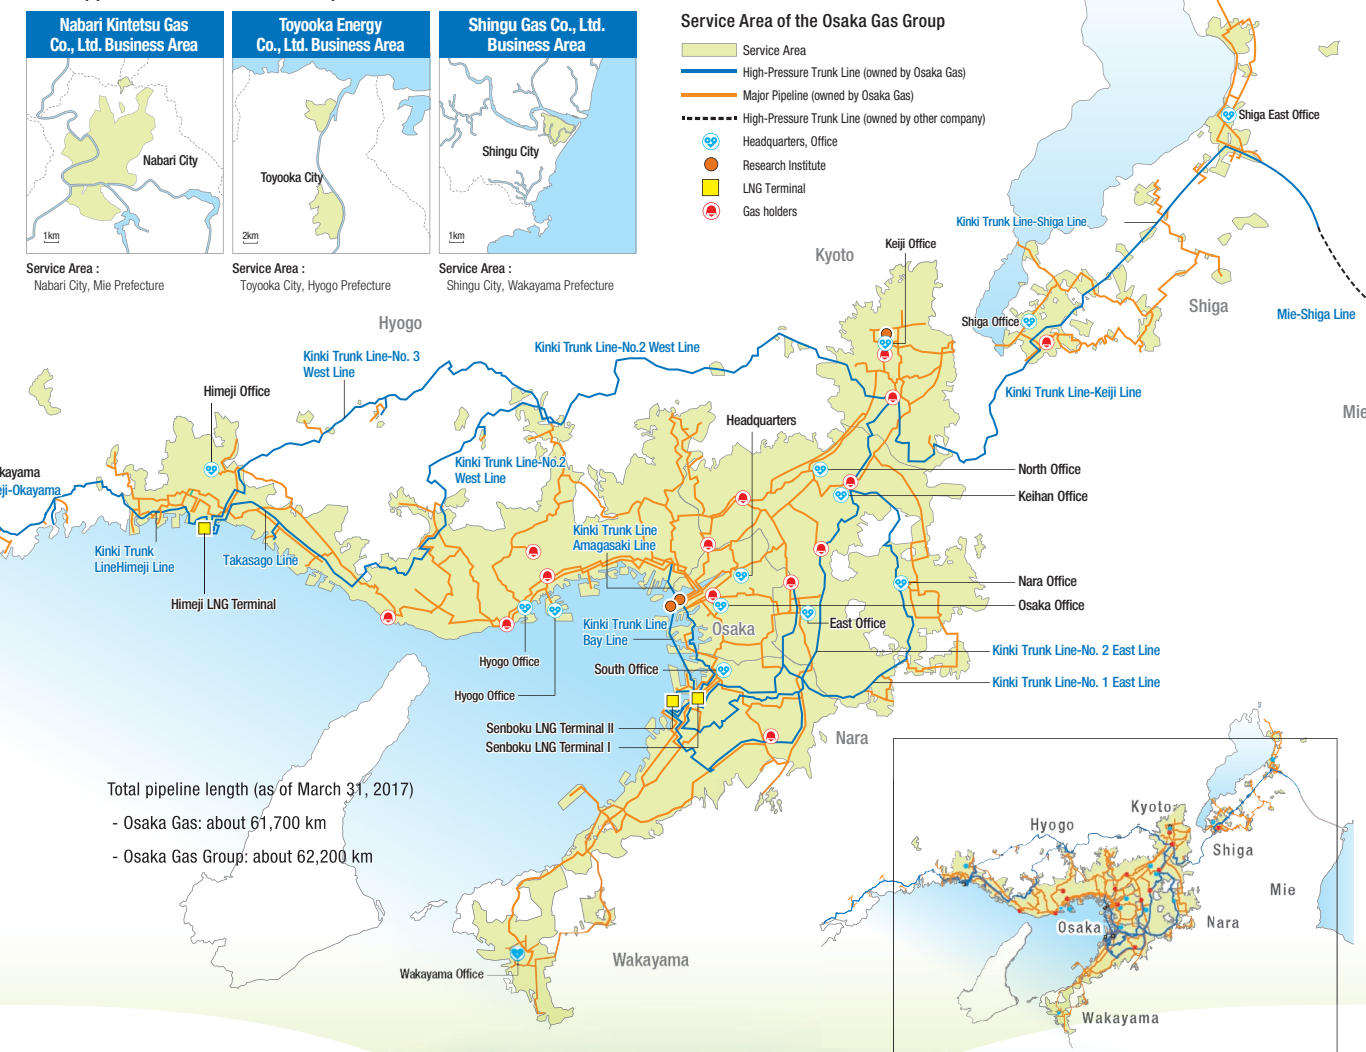 Nabari Kintetsu Gas
Co., Ltd. Business Area
Toyooka Energy
Co., Ltd. Business Area
Shingu Gas Co., Ltd.
Business Area
Nabari City
1km
Toyooka City
2km
Shingu City
1km
Service Area :
Nabari City, Mie Prefecture
Service Area :
Toyooka City, Hyogo Prefecture
Service Area :
Shingu City, Wakayama Prefecture
Service Area of the Osaka Gas Group
Service Area
High-Pressure Trunk Line (owned by Osaka Gas)
Major Pipeline (owned by Osaka Gas)
High-Pressure Trunk Line (owned by other company)
Headquarters, Office
Research Institute
LNG Terminal
Gas holders
Shiga East Office
Kinki Trunk Line-Shiga Line
Keiji Office
Kyoto
Shiga
Shiga Office
Mie-Shiga Line
Hyogo
Kinki Trunk Line-No. 3
West Line
Kinki Trunk Line-No.2 West Line
Himeji Office
Kinki Trunk Line-Keiji Line
Mie
Headquarters
kayama
eji-Okayama
Kinki Trunk Line-No.2
West Line
North Office
Keihan Office
Kinki Trunk
LineHimeji Line
Takasago Line
Kinki Trunk Line
Amagasaki Line
Himeji LNG Terminal
Nara Office
Osaka Office
Kinki Trunk Line
Bay Line
Osaka
East Office
Hyogo Office
South Office
Kinki Trunk Line-No. 2 East Line
Kinki Trunk Line-No. 1 East Line
Hyogo Office
Senboku LNG Terminal II
Senboku LNG Terminal I
Nara
Total pipeline length (as of March 31, 2017)
- Osaka Gas: about 61,700 km
- Osaka Gas Group: about 62,200 km
Wakayama Office
Wakayama
Kyoto
Hyogo
Shiga
Mie
Nara
Osaka
Wakayama